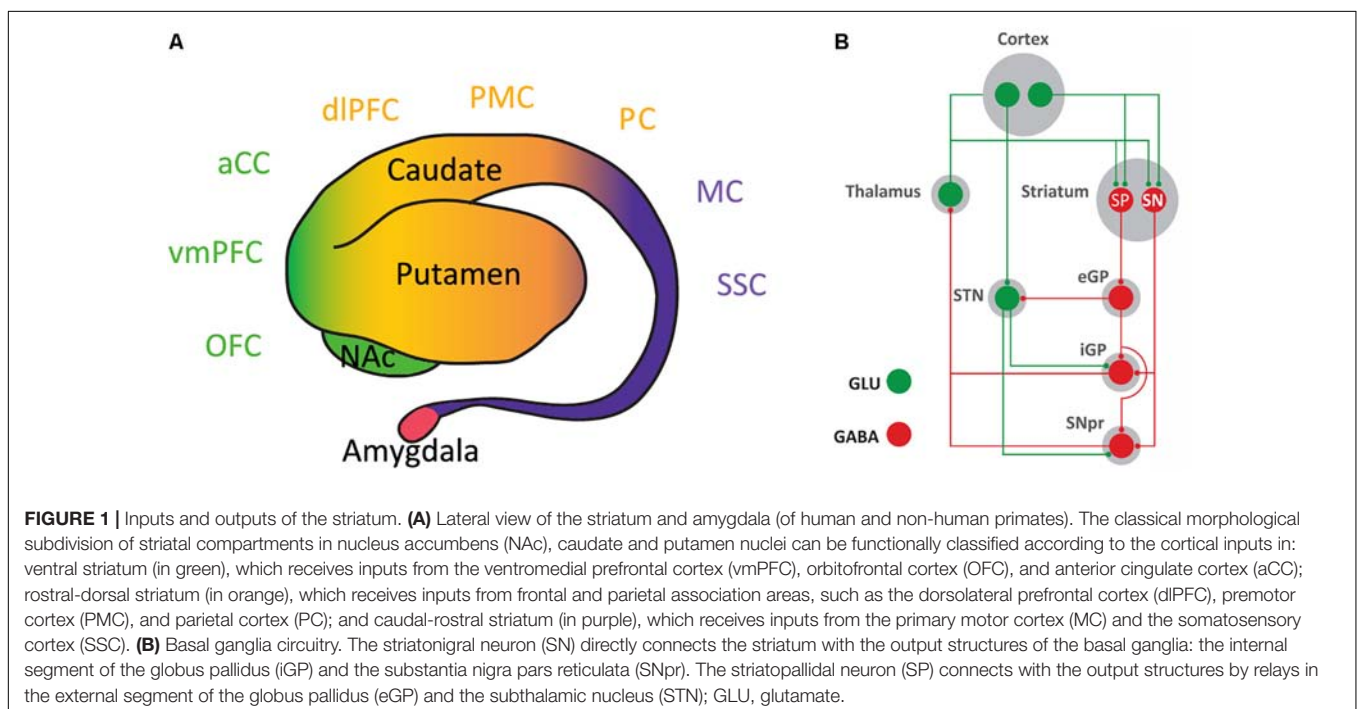 A
B
Cortex
dlPFC
PMC
PC
aCC
Caudate
MC
Thalamus
Striatum
SP
SN
vmPFC
Putamen
SSC
eGP
STN
OFC
NAc
iGP
GLU
SNpr
GABA
Amygdala
FIGURE 1 | Inputs and outputs of the striatum. (A) Lateral view of the striatum and amygdala (of human and non-human primates). The classical morphological
subdivision of striatal compartments in nucleus accumbens (NAc), caudate and putamen nuclei can be functionally classified according to the cortical inputs in:
ventral striatum (in green), which receives inputs from the ventromedial prefrontal cortex (vmPFC), orbitofrontal cortex (OFC), and anterior cingulate cortex (aCC);
rostral-dorsal striatum (in orange), which receives inputs from frontal and parietal association areas, such as the dorsolateral prefrontal cortex (dlPFC), premotor
cortex (PMC), and parietal cortex (PC); and caudal-rostral striatum (in purple), which receives inputs from the primary motor cortex (MC) and the somatosensory
cortex (SSC). (B) Basal ganglia circuitry. The striatonigral neuron (SN) directly connects the striatum with the output structures of the basal ganglia: the internal
segment of the globus pallidus (iGP) and the substantia nigra pars reticulata (SNpr). The striatopallidal neuron (SP) connects with the output structures by relays in
the external segment of the globus pallidus (eGP) and the subthalamic nucleus (STN); GLU, glutamate.